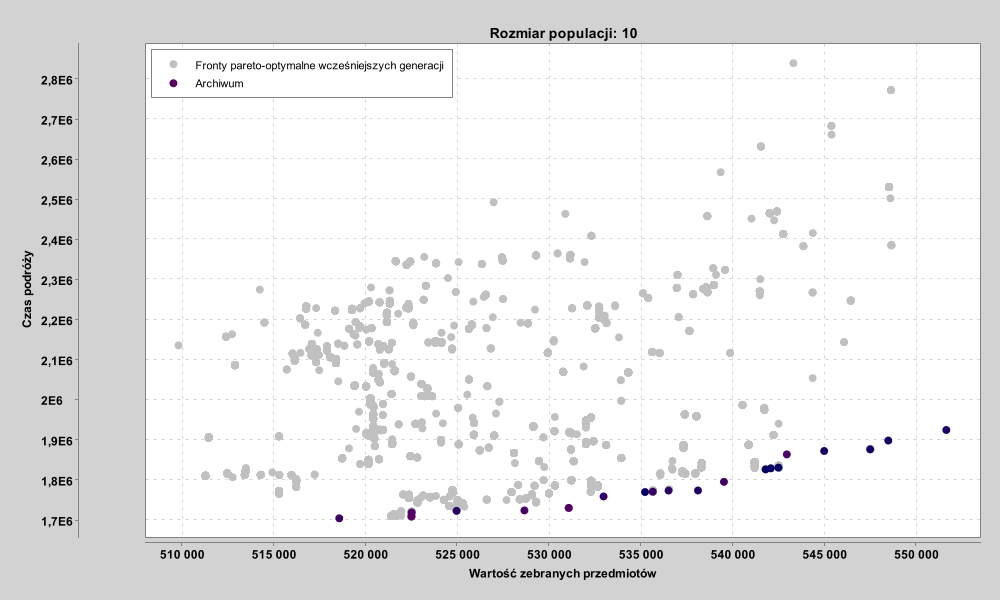 Rozmiar populacji: 10
Fronty pareto-optymalne wcześniejszych generacji
Archiwum
2,8E6
2,7E6
2,6E6
2,5E6
2,4E6
2,3E6
2,2E6
2,1E6
2E6
1,9E6
1,8E6
1,7E6
Czas podróży
510 000 515 000 520 000 525 000 530 000 535 000 540 000 545 000 550 000
Wartość zebranych przedmiotów